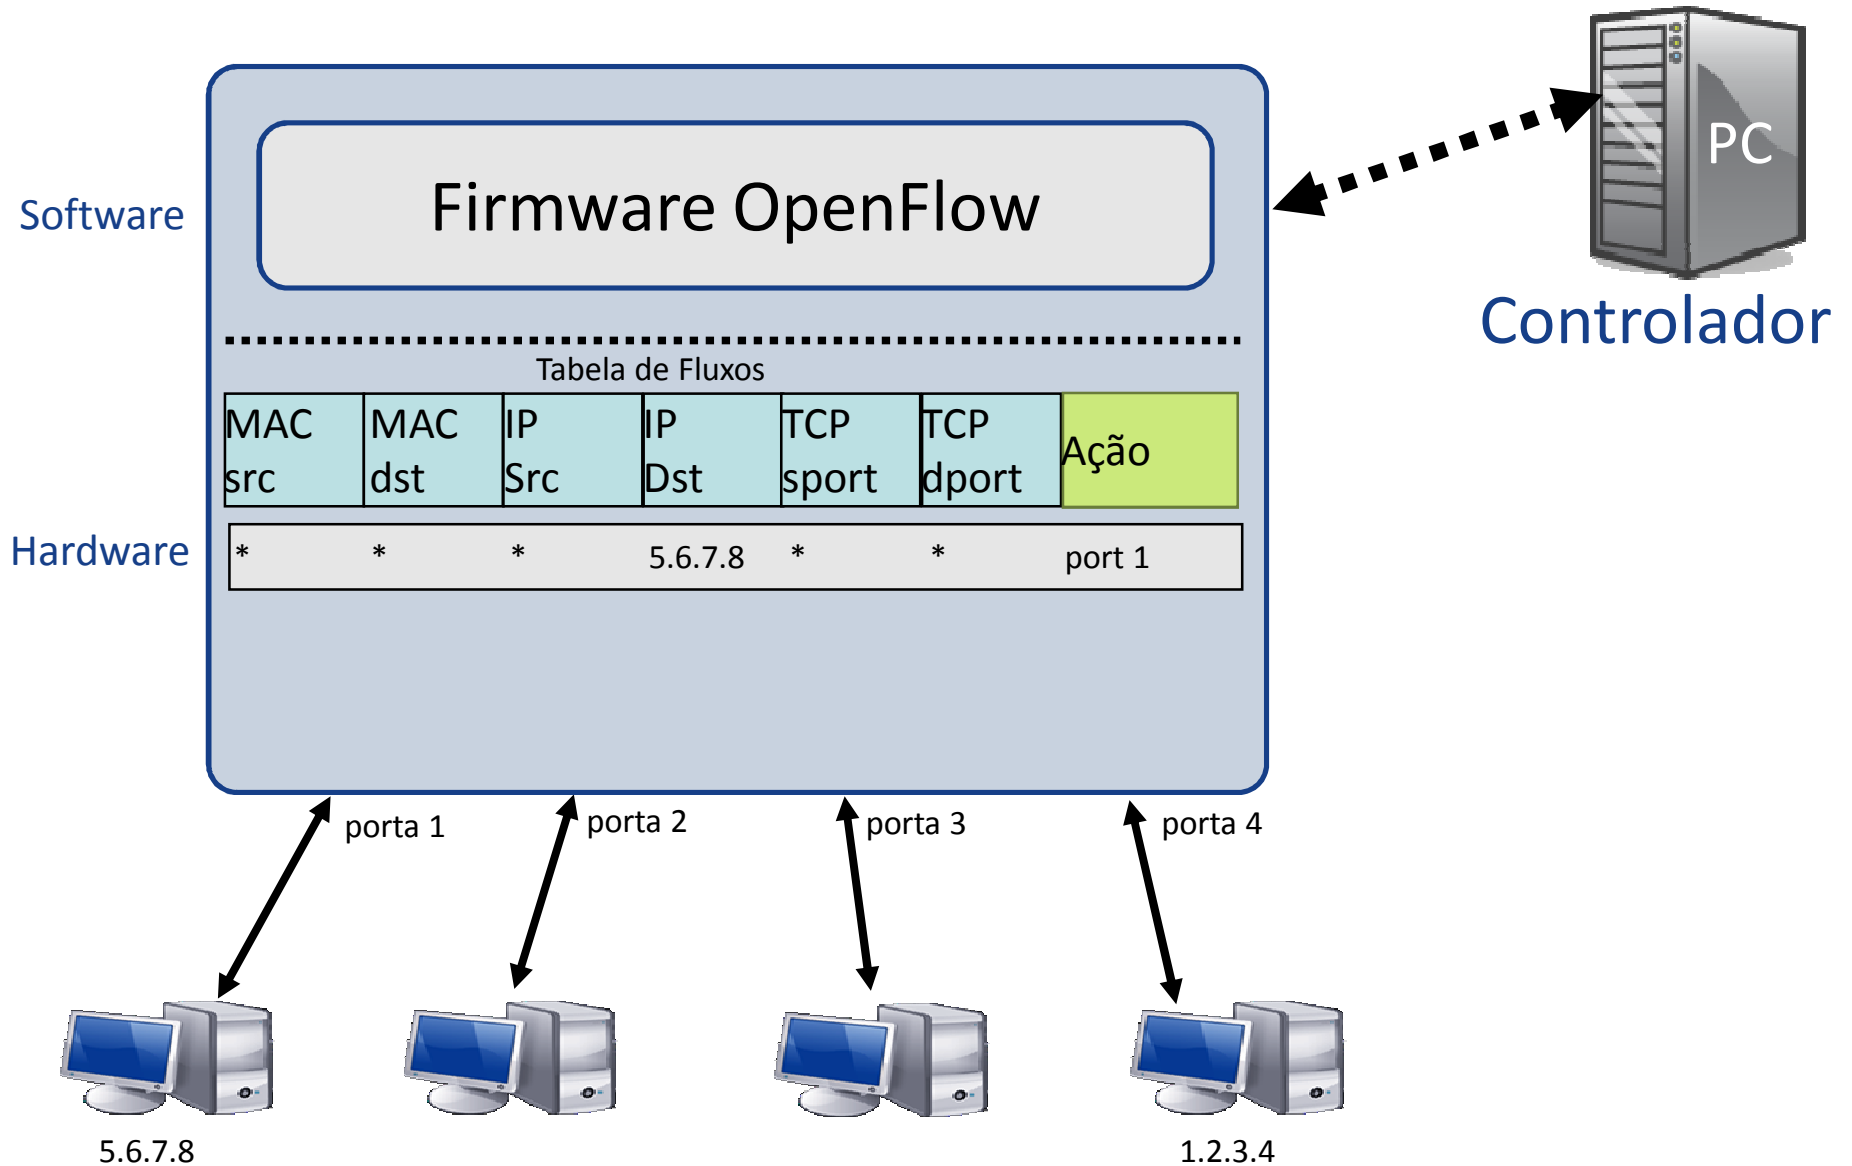 PC
Controlador
Software
Firmware OpenFlow
Tabela de Fluxos
MAC src MAC dst IP Src IP Dst TCP sport TCP dport Ação
Hardware
* * * 5.6.7.8 * * port 1
porta 1 porta 2 porta 3 porta 4
5.6.7.8 1.2.3.4